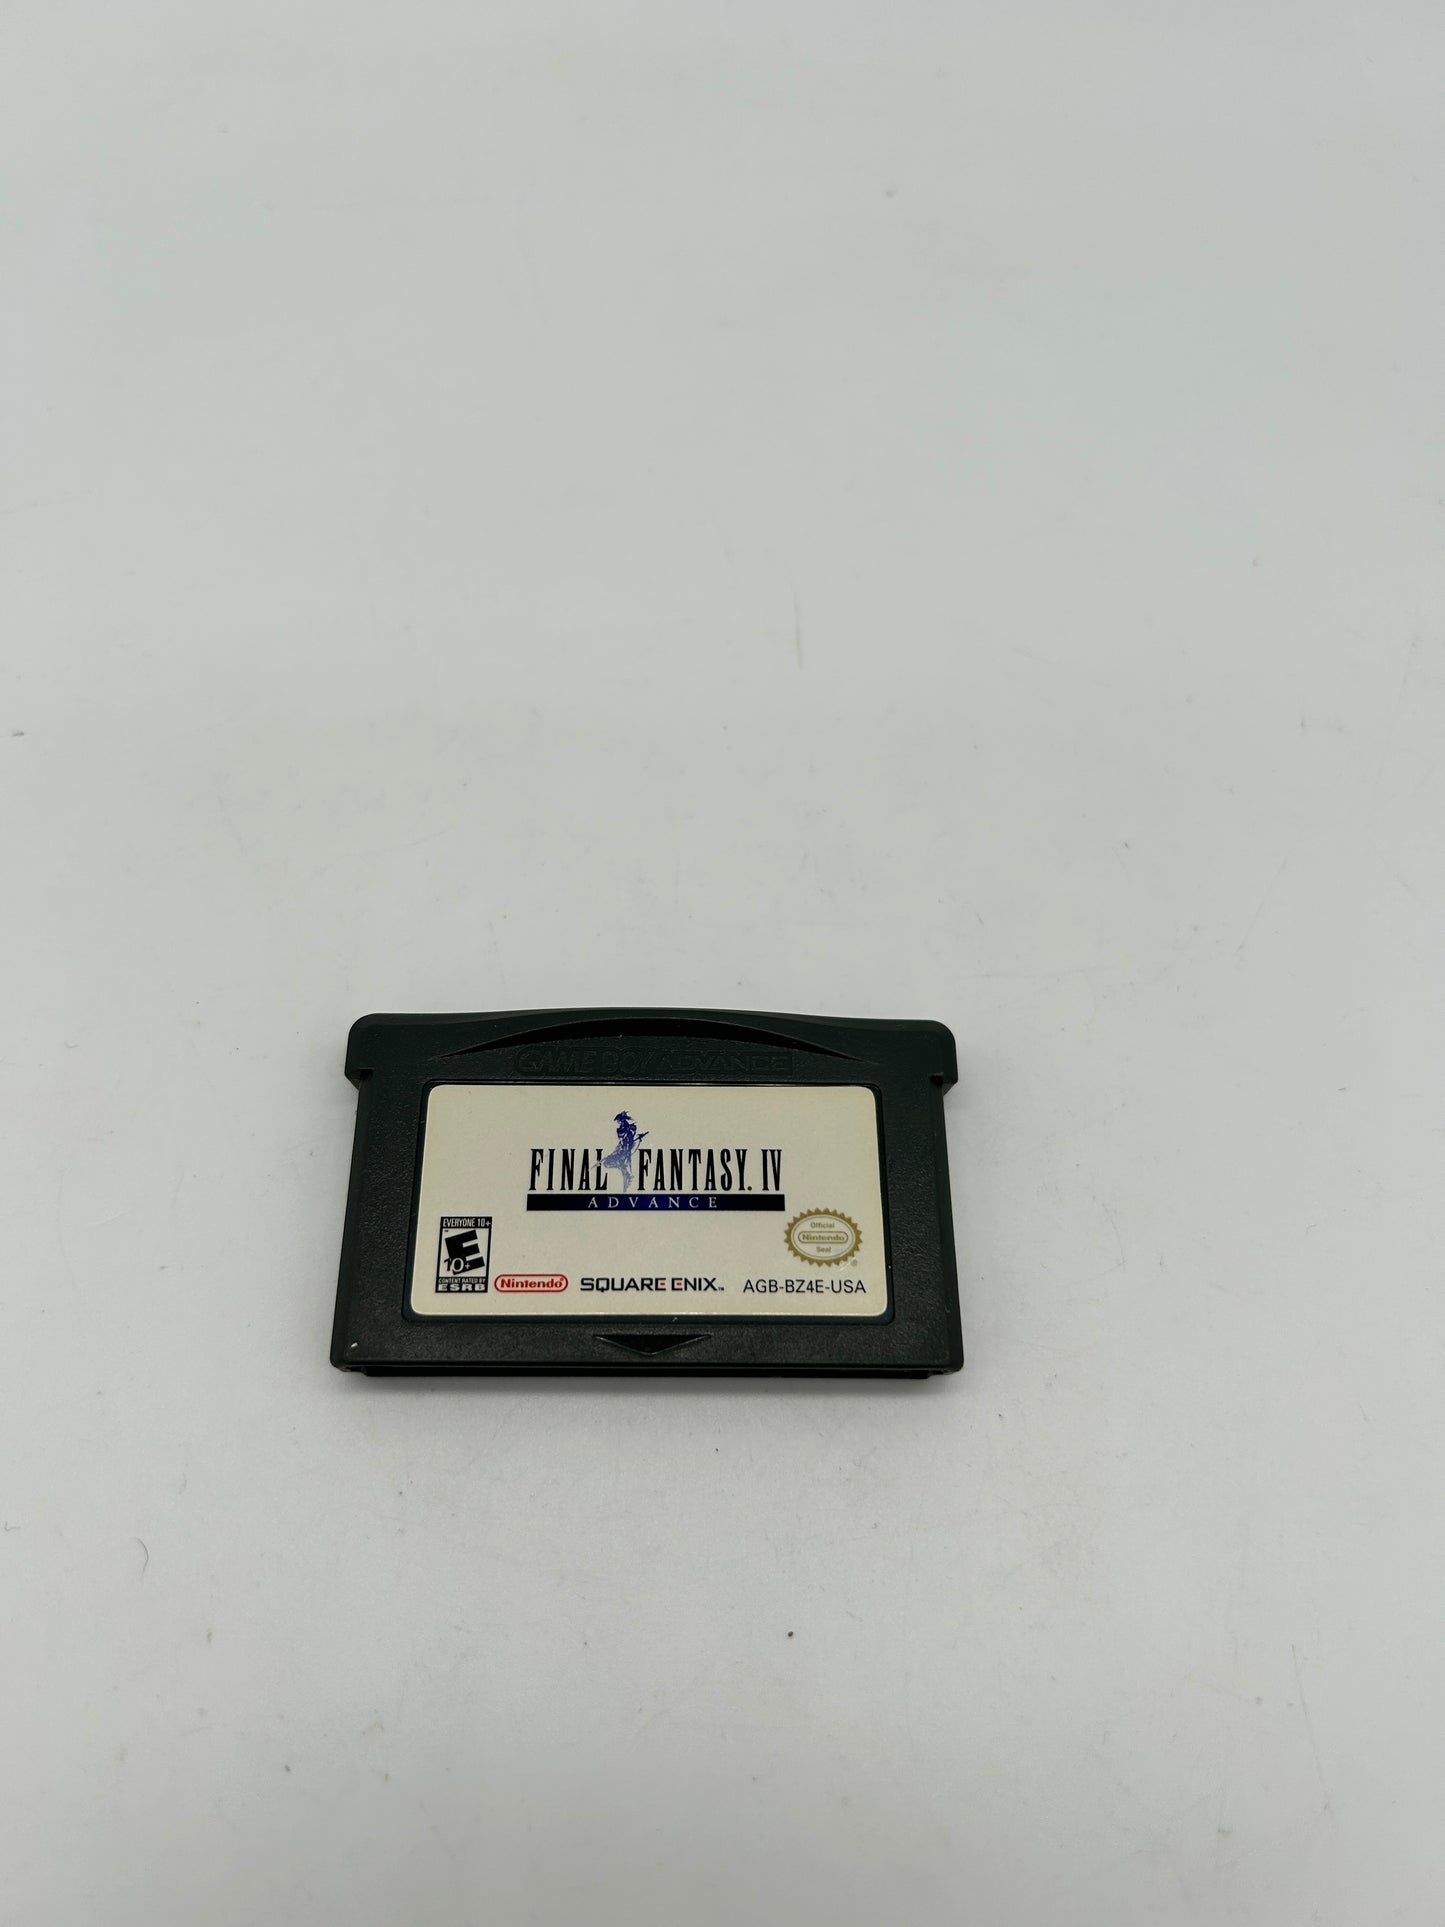 GAME BOY ADVANCE
FINAL FANTASY. IV
ADVANCE
EVERYONE 10+
E
10+
CONTENT RATED BY
ESRB
Nintendo®
SQUARE ENIX™
AGB-BZ4E-USA
Official
Nintendo
Seal
®